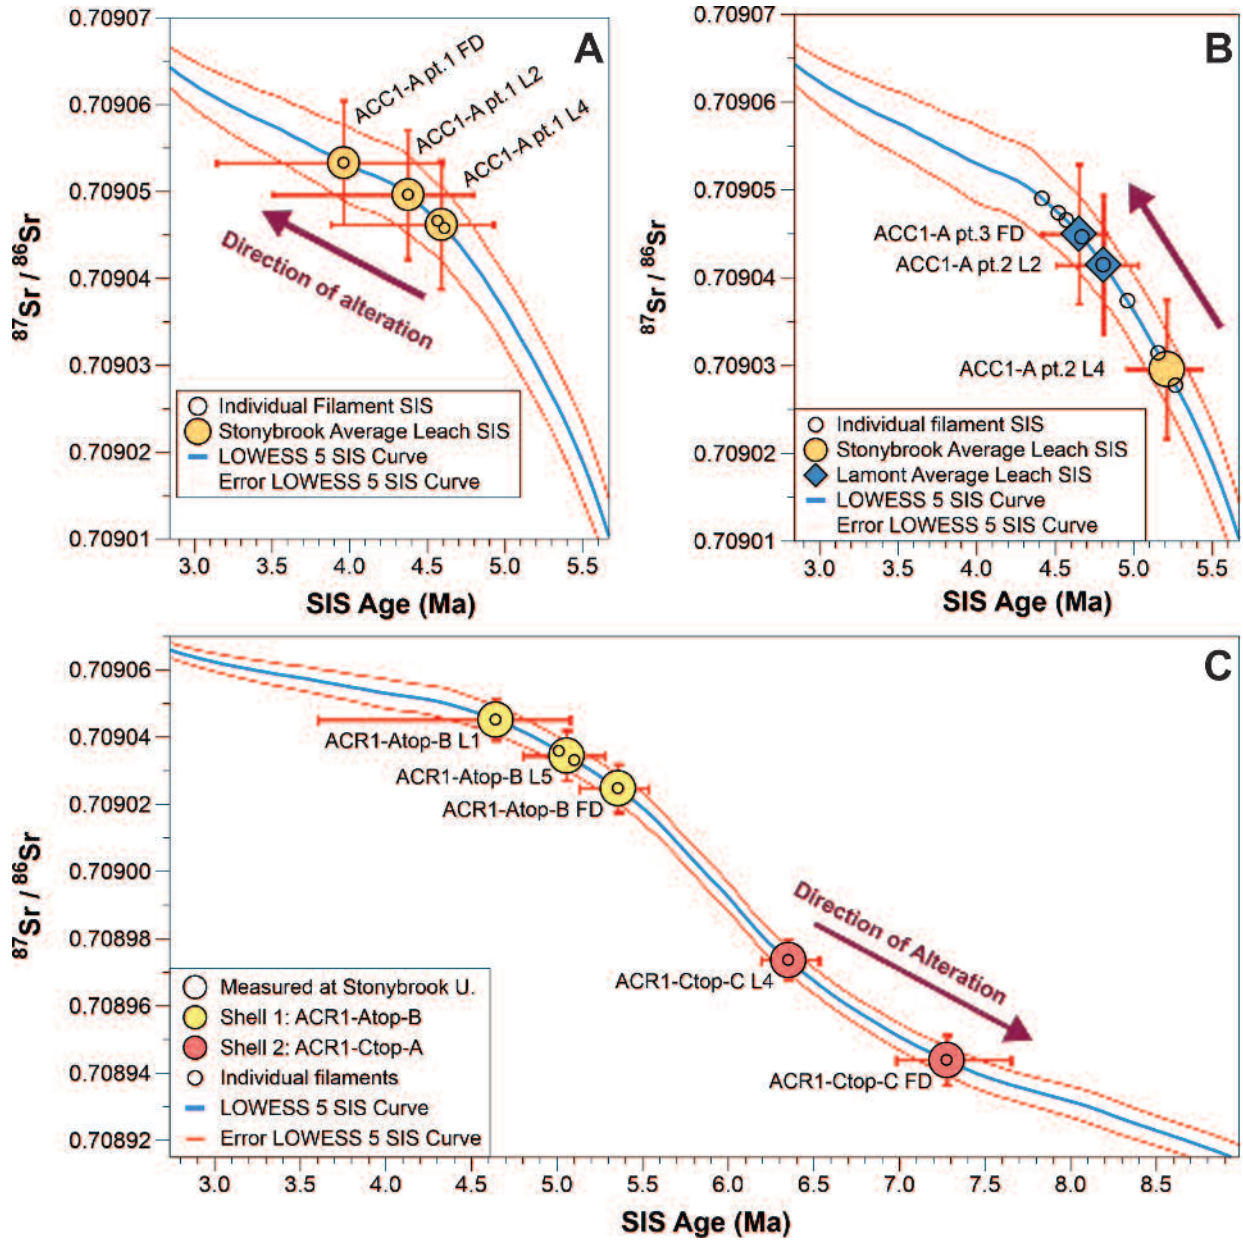 A
0.70907
0.70906
0.70905
0.70904
0.70903
0.70902
0.70901
87Sr / 86Sr
ACC1-A pt.1 FD
ACC1-A pt.1 L2
ACC1-A pt.1 L4
Direction of alteration
Individual Filament SIS
Stonybrook Average Leach SIS
LOWESS 5 SIS Curve
Error LOWESS 5 SIS Curve
3.0 3.5 4.0 4.5 5.0 5.5
SIS Age (Ma)
B
0.70907
0.70906
0.70905
0.70904
0.70903
0.70902
0.70901
87Sr / 86Sr
ACC1-A pt.3 FD
ACC1-A pt.2 L2
ACC1-A pt.2 L4
Individual filament SIS
Stonybrook Average Leach SIS
Lamont Average Leach SIS
LOWESS 5 SIS Curve
Error LOWESS 5 SIS Curve
3.0 3.5 4.0 4.5 5.0 5.5
SIS Age (Ma)
C
0.70906
0.70904
0.70902
0.70900
0.70898
0.70896
0.70894
0.70892
87Sr / 86Sr
ACR1-Atop-B L1
ACR1-Atop-B L5
ACR1-Atop-B FD
ACR1-Ctop-C L4
ACR1-Ctop-C FD
Direction of Alteration
Measured at Stonybrook U.
Shell 1: ACR1-Atop-B
Shell 2: ACR1-Ctop-A
Individual filaments
LOWESS 5 SIS Curve
Error LOWESS 5 SIS Curve
3.0 3.5 4.0 4.5 5.0 5.5 6.0 6.5 7.0 7.5 8.0 8.5
SIS Age (Ma)